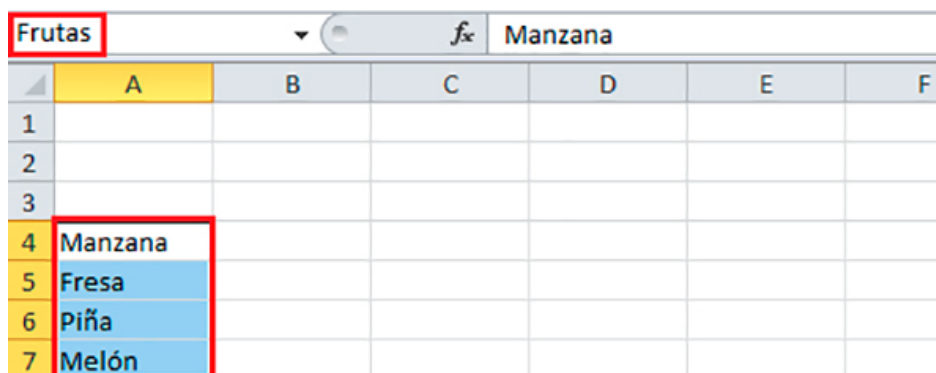 Frutas fx Manzana
A B C D E F
1
2
3
4 Manzana
5 Fresa
6 Piña
7 Melón